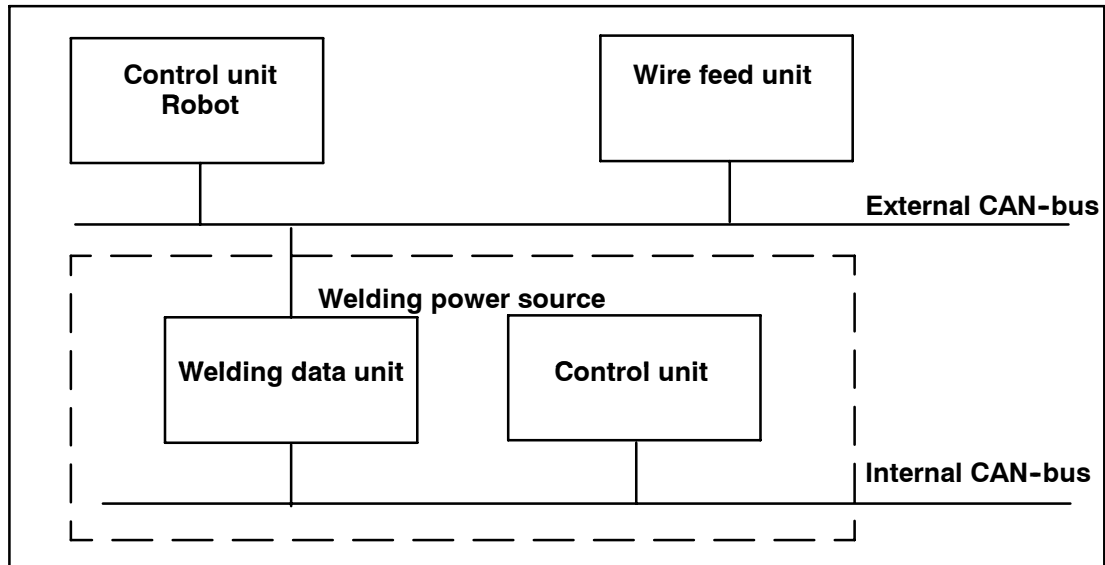 Control unit
Robot
Wire feed unit
External CAN-bus
Welding power source
Welding data unit
Control unit
Internal CAN-bus